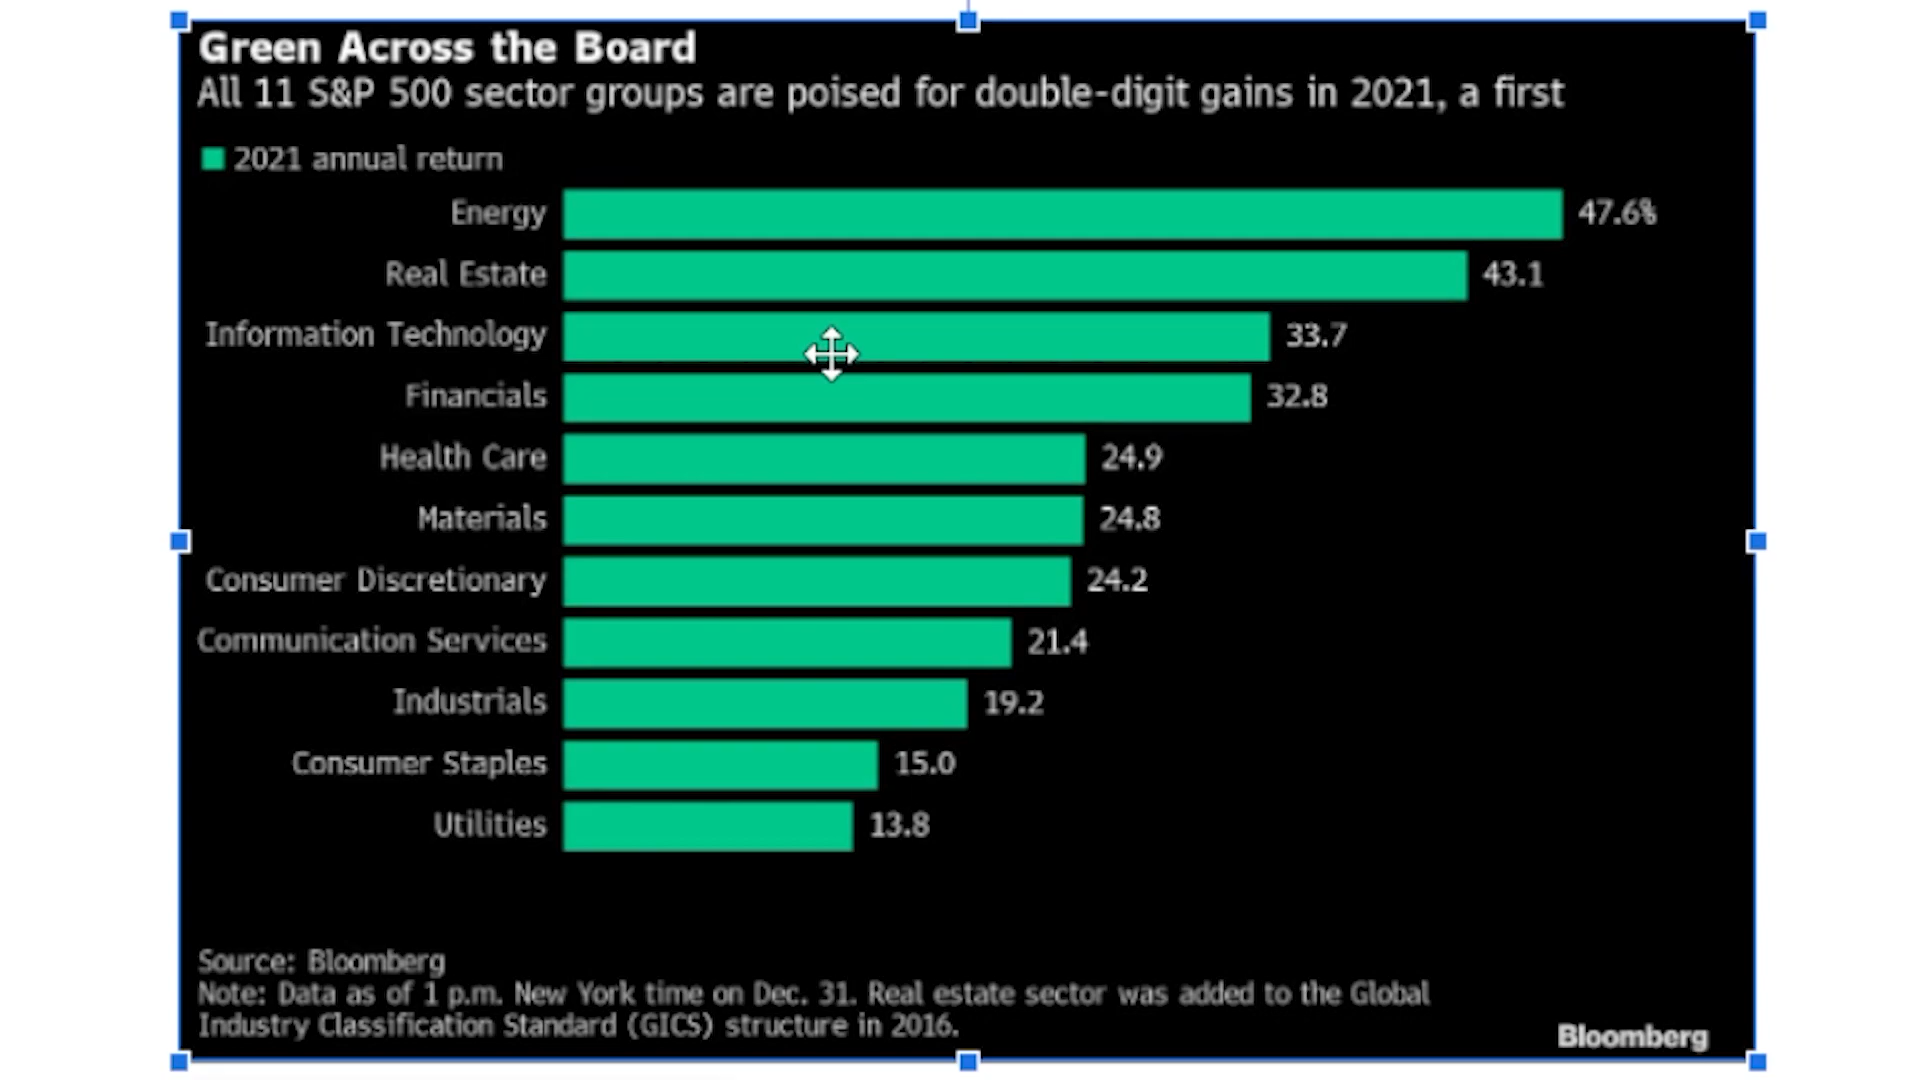 Green Across the Board
All 11 S&P 500 sector groups are poised for double-digit gains in 2021, a first
2021 annual return
Energy 47.6%
Real Estate 43.1
Information Technology 33.7
Financials 32.8
Health Care 24.9
Materials 24.8
Consumer Discretionary 24.2
Communication Services 21.4
Industrials 19.2
Consumer Staples 15.0
Utilities 13.8
Source: Bloomberg
Note: Data as of 1 p.m. New York time on Dec. 31. Real estate sector was added to the Global
Industry Classification Standard (GICS) structure in 2016.
Bloomberg